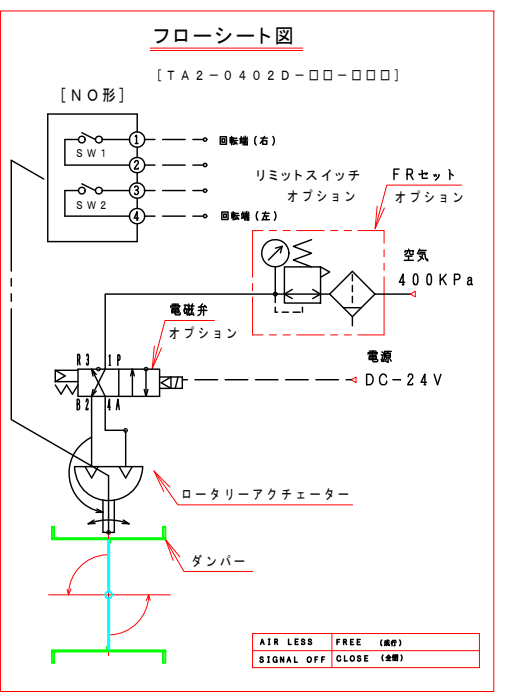 フローシート図
[TA2-0402D-□□-□□□]
[NO形]
SW1
1
2
回転端(右)
SW2
3
4
回転端(左)
リミットスイッチ
オプション
FRセット
オプション
空気
400KPa
電磁弁
オプション
R3
1P
B2
4A
電源
DC-24V
ロータリーアクチェーター
ダンパー
AIR LESS
FREE
SIGNAL OFF
CLOSE (全閉)